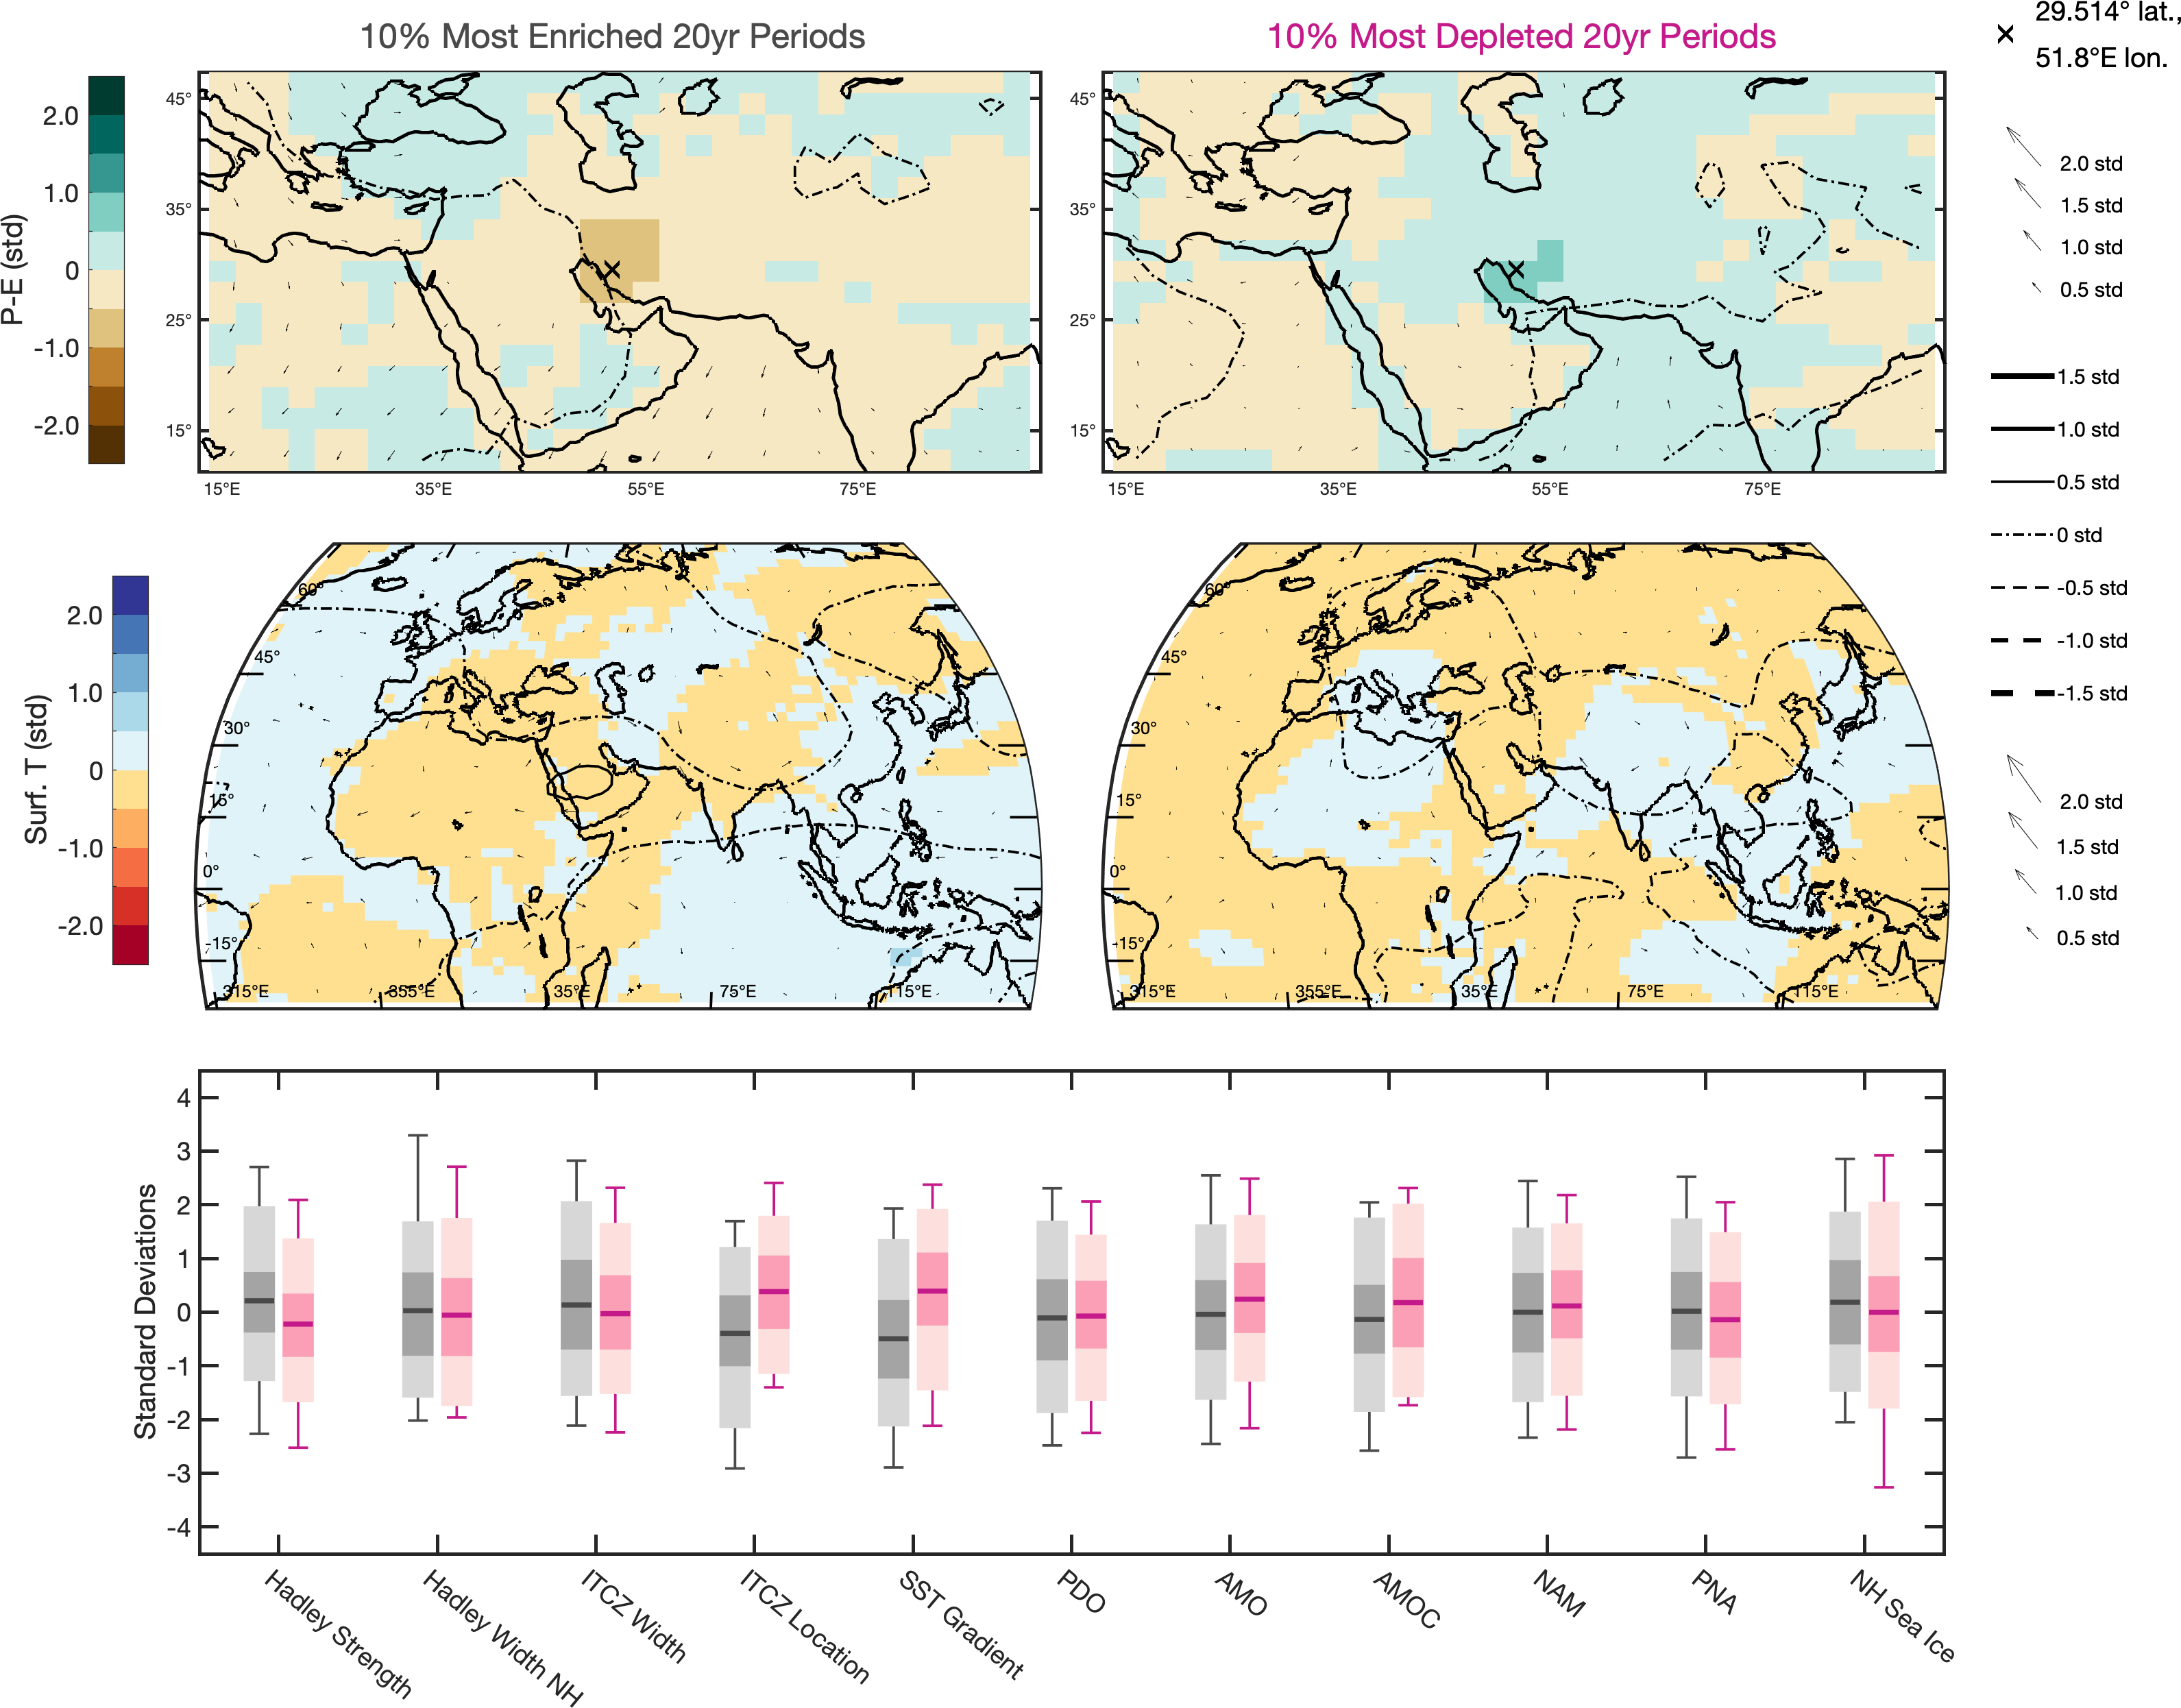 10% Most Enriched 20yr Periods
10% Most Depleted 20yr Periods
29.514° lat.,
51.8°E lon.
P-E (std)
2.0
1.0
0
-1.0
-2.0
45°
35°
25°
15°
15°E
35°E
55°E
75°E
45°
35°
25°
15°
15°E
35°E
55°E
75°E
2.0 std
1.5 std
1.0 std
0.5 std
1.5 std
1.0 std
0.5 std
0 std
-0.5 std
-1.0 std
-1.5 std
Surf. T (std)
2.0
1.0
0
-1.0
-2.0
60°
45°
30°
15°
0°
-15°
315°E
355°E
35°E
75°E
115°E
60°
45°
30°
15°
0°
-15°
315°E
355°E
35°E
75°E
115°E
2.0 std
1.5 std
1.0 std
0.5 std
Standard Deviations
4
3
2
1
0
-1
-2
-3
-4
Hadley Strength
Hadley Width NH
ITCZ Width
ITCZ Location
SST Gradient
PDO
AMO
AMOC
NAM
PNA
NH Sea Ice